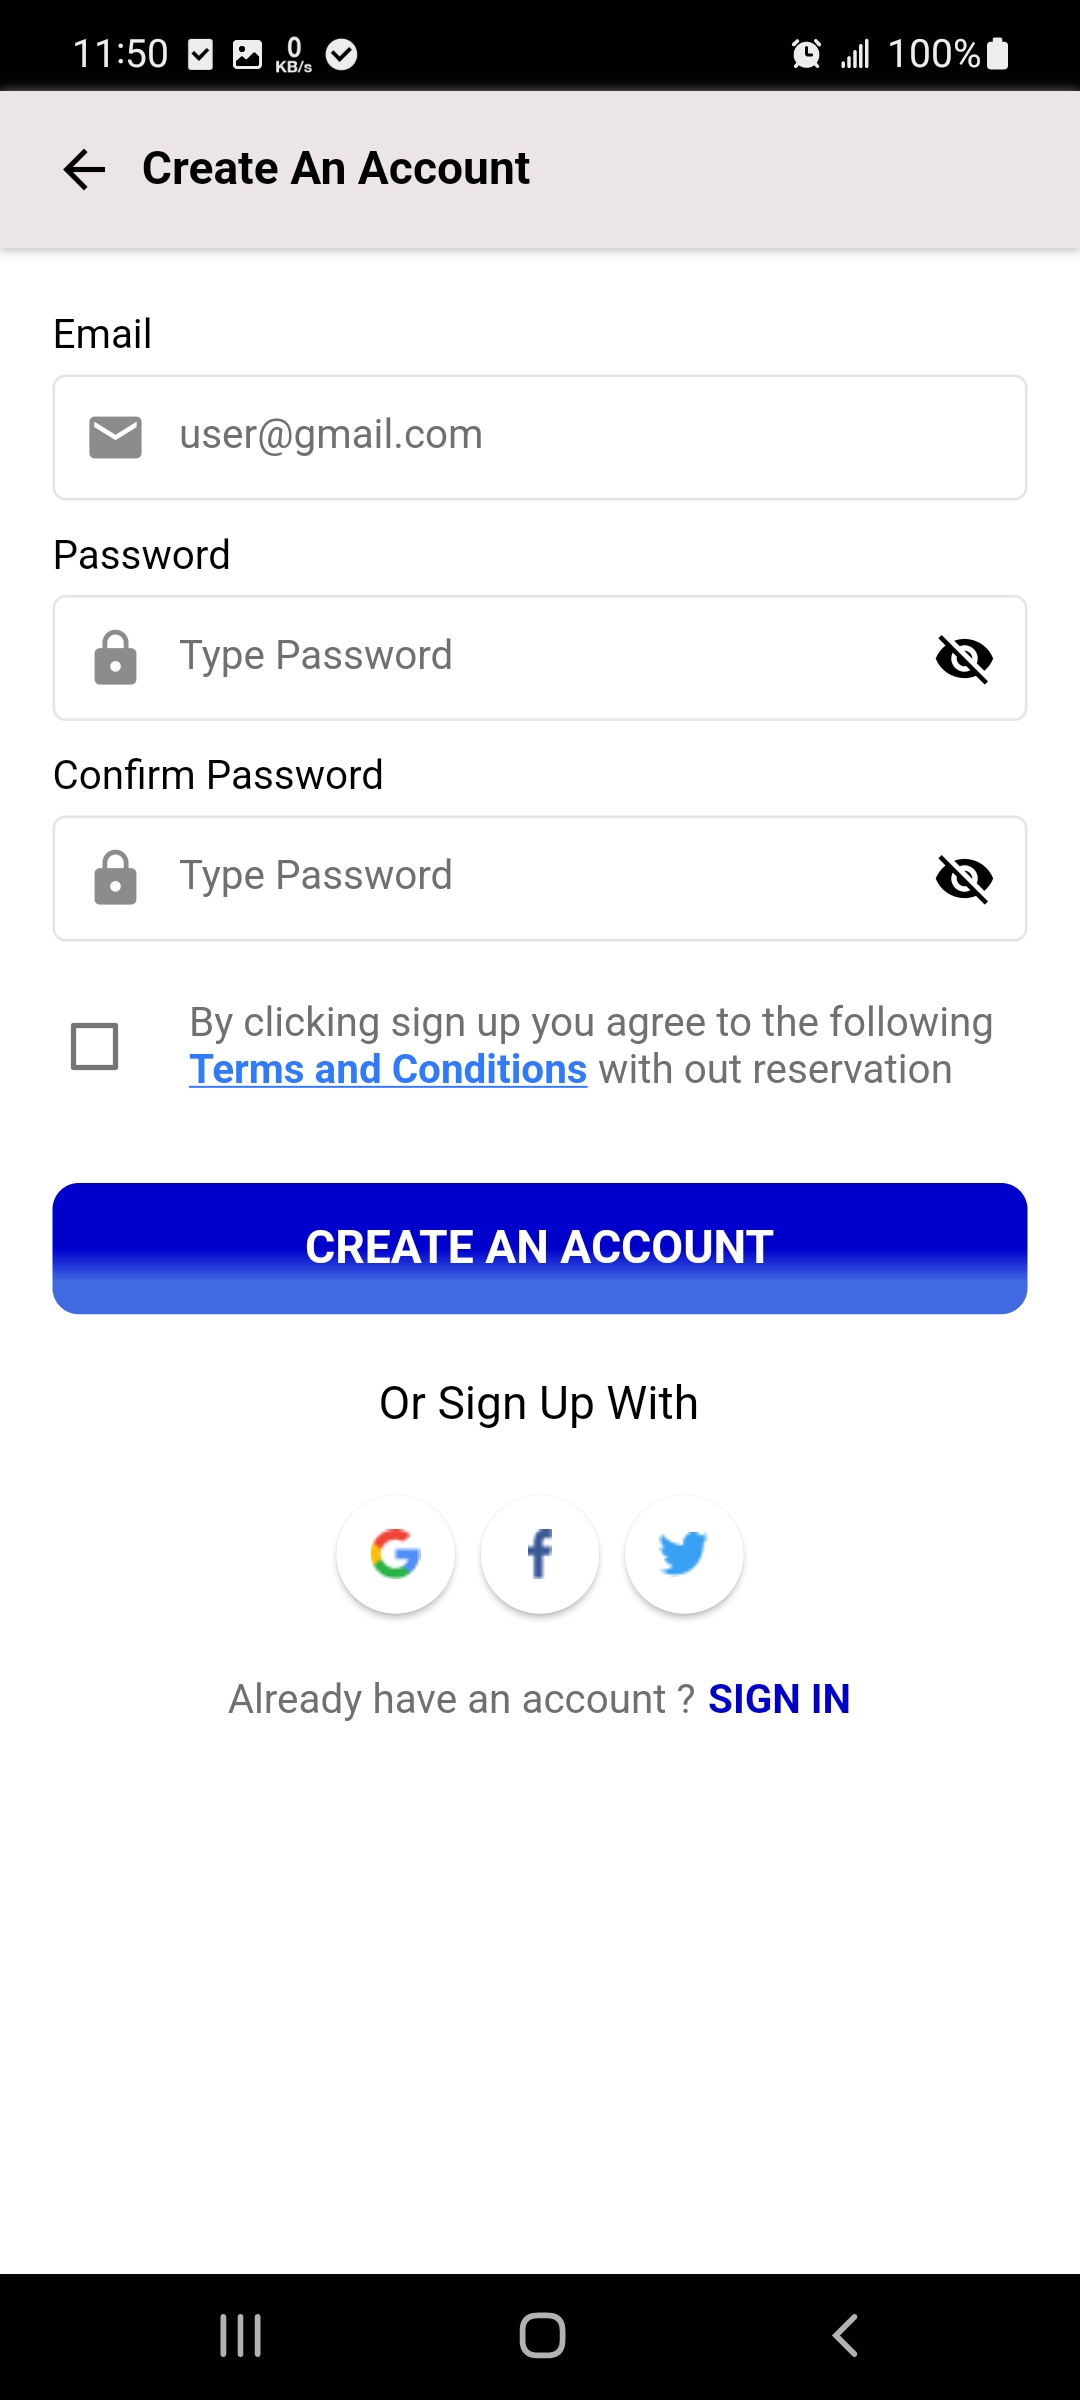 11:50 0 KB/s 100%
Create An Account
Email
user@gmail.com
Password
Type Password
Confirm Password
Type Password
By clicking sign up you agree to the following
Terms and Conditions with out reservation
CREATE AN ACCOUNT
Or Sign Up With
Already have an account ? SIGN IN